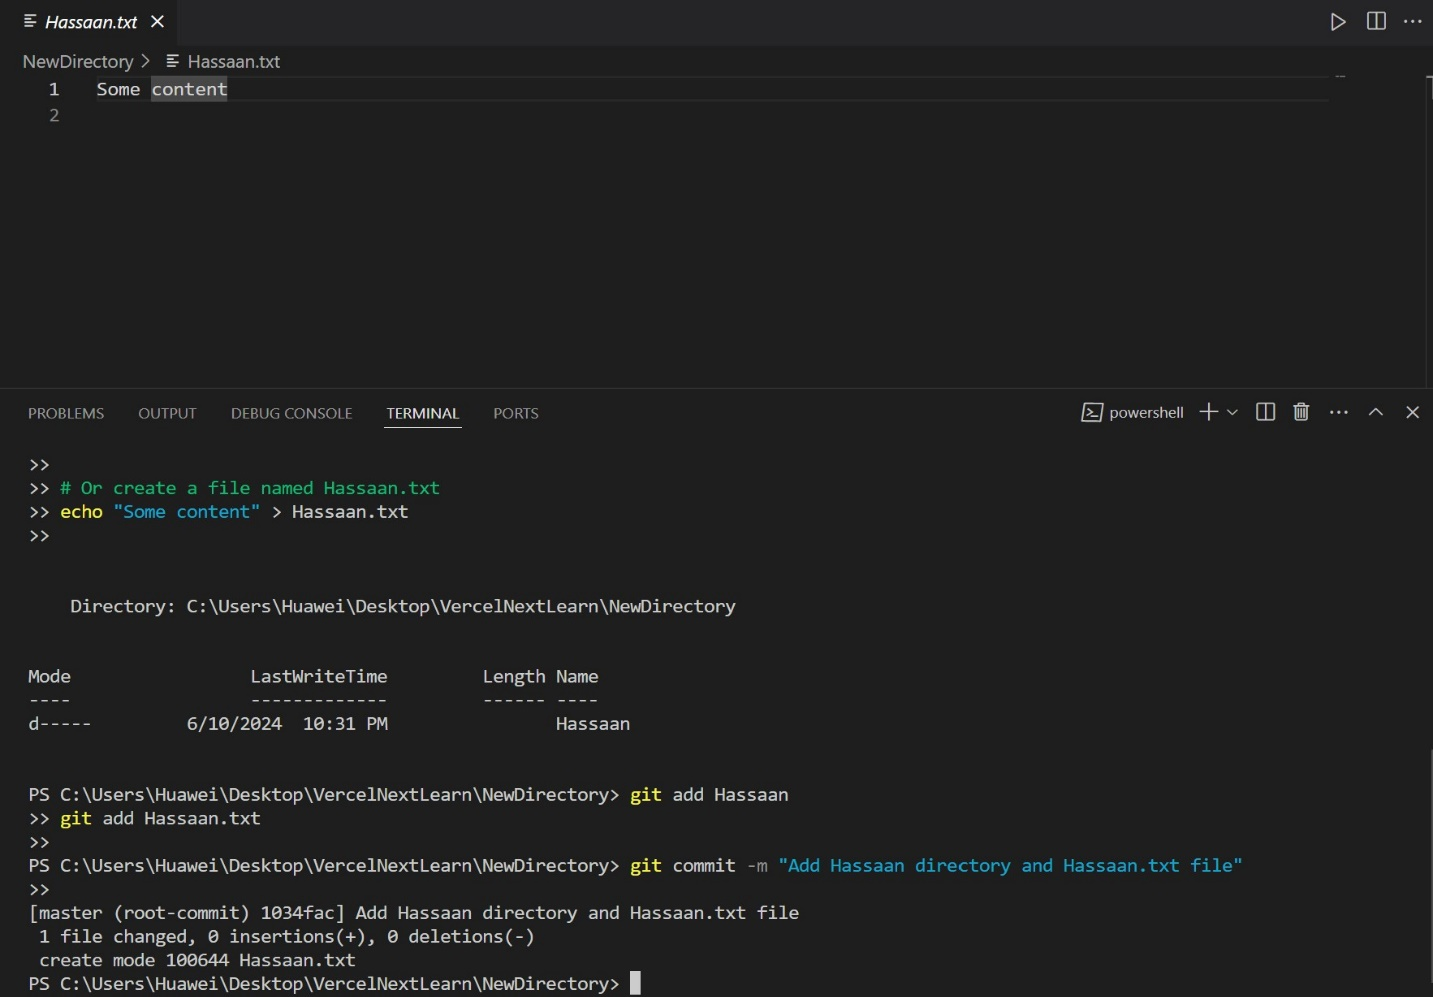 Hassaan.txt
NewDirectory > Hassaan.txt
1 Some content
2
PROBLEMS OUTPUT DEBUG CONSOLE TERMINAL PORTS powershell
>>
>> # Or create a file named Hassaan.txt
>> echo "Some content" > Hassaan.txt
>>
Directory: C:\Users\Huawei\Desktop\VercelNextLearn\NewDirectory
Mode LastWriteTime Length Name
---- ------------- ------ ----
d----- 6/10/2024 10:31 PM Hassaan
PS C:\Users\Huawei\Desktop\VercelNextLearn\NewDirectory> git add Hassaan
>> git add Hassaan.txt
>>
PS C:\Users\Huawei\Desktop\VercelNextLearn\NewDirectory> git commit -m "Add Hassaan directory and Hassaan.txt file"
>>
[master (root-commit) 1034fac] Add Hassaan directory and Hassaan.txt file
1 file changed, 0 insertions(+), 0 deletions(-)
create mode 100644 Hassaan.txt
PS C:\Users\Huawei\Desktop\VercelNextLearn\NewDirectory>